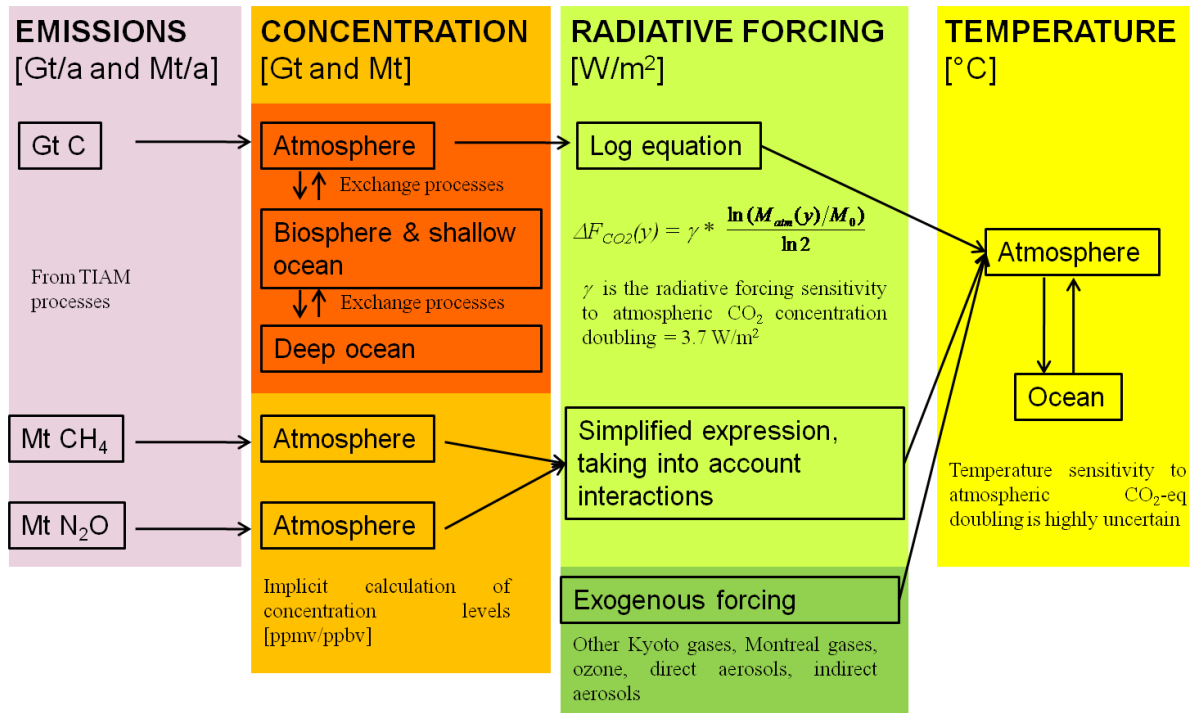 EMISSIONS
[Gt/a and Mt/a]
Gt C
From TIAM
processes
Mt CH₄
Mt N₂O
CONCENTRATION
[Gt and Mt]
Atmosphere
Exchange processes
Biosphere & shallow
ocean
Exchange processes
Deep ocean
Atmosphere
Atmosphere
Implicit calculation of
concentration levels
[ppmv/ppbv]
RADIATIVE FORCING
[W/m²]
Log equation
ΔF_CO2(y) = γ * ln (M_atm(y)/M_0) / ln 2
γ is the radiative forcing sensitivity
to atmospheric CO₂ concentration
doubling = 3.7 W/m²
Simplified expression,
taking into account
interactions
Exogenous forcing
Other Kyoto gases, Montreal gases,
ozone, direct aerosols, indirect
aerosols
TEMPERATURE
[°C]
Atmosphere
Ocean
Temperature sensitivity to
atmospheric CO₂-eq
doubling is highly uncertain